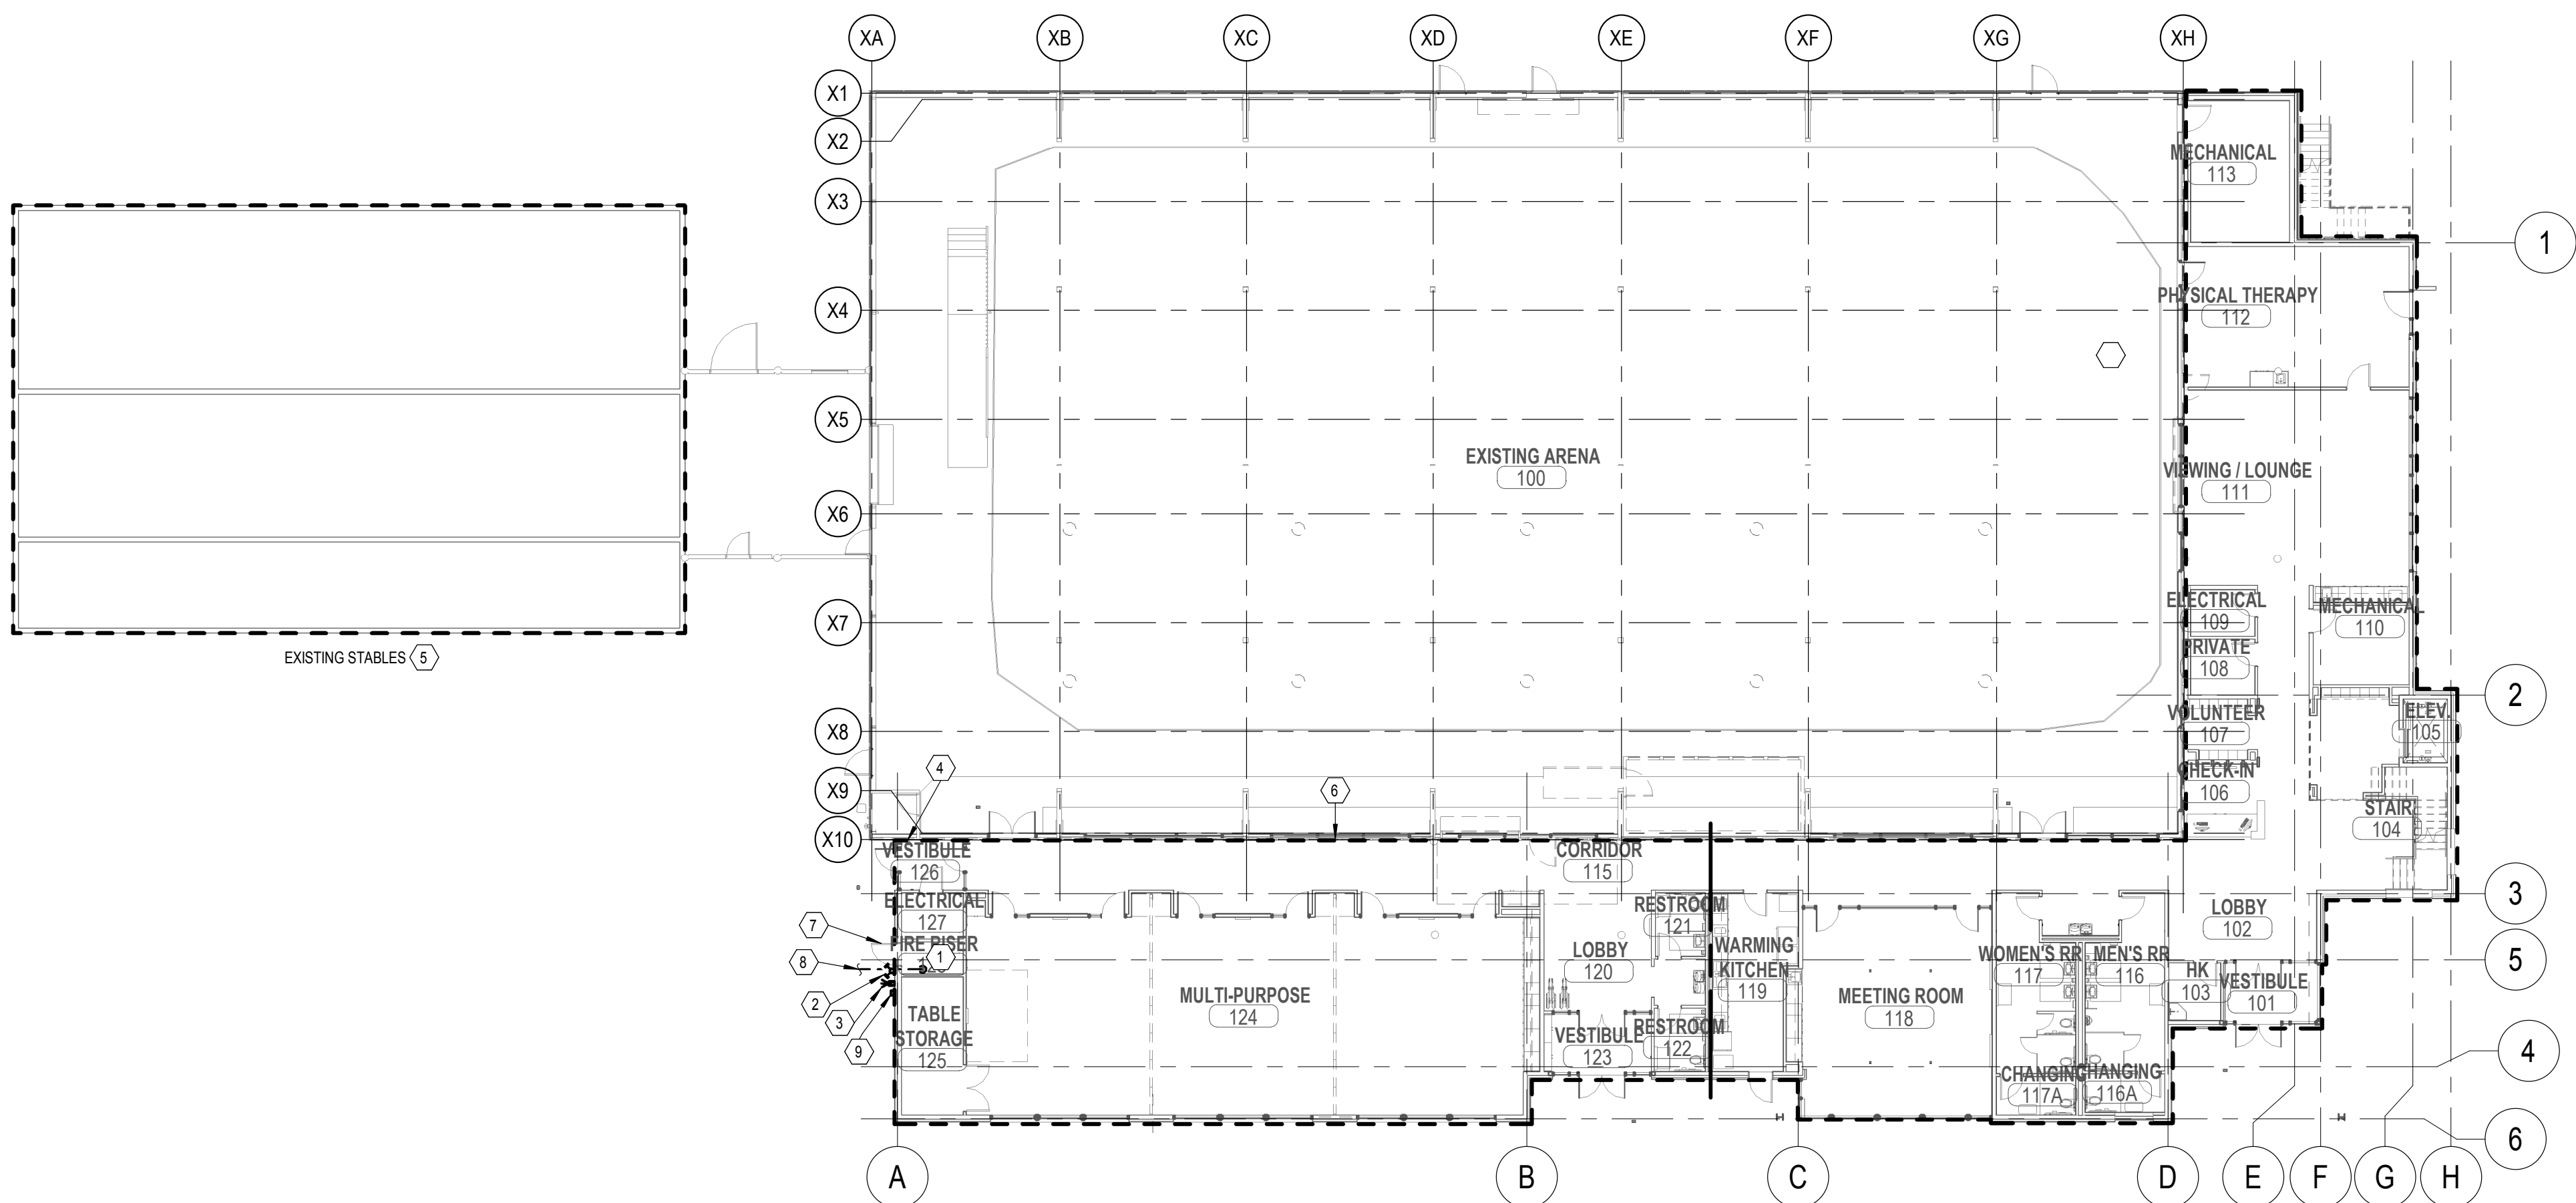 XA
XB
XC
XD
XE
XF
XG
XH
X1
X2
X3
X4
X5
X6
X7
X8
X9
X10
1
2
3
5
4
6
A
B
C
D
E
F
G
H
MECHANICAL
113
PHYSICAL THERAPY
112
VIEWING / LOUNGE
111
EXISTING ARENA
100
ELECTRICAL
109
MECHANICAL
110
PRIVATE
108
VOLUNTEER
107
ELEV.
105
CHECK-IN
106
STAIR
104
EXISTING STABLES 5
4
6
VESTIBULE
126
CORRIDOR
115
ELECTRICAL
127
RESTROOM
121
LOBBY
102
7
FIRE RISER
1
8
2
3
9
LOBBY
120
WARMING
KITCHEN
119
WOMEN'S RR
117
MEN'S RR
116
HK
103
VESTIBULE
101
MULTI-PURPOSE
124
MEETING ROOM
118
TABLE
STORAGE
125
VESTIBULE
123
RESTROOM
122
CHANGING
117A
CHANGING
116A